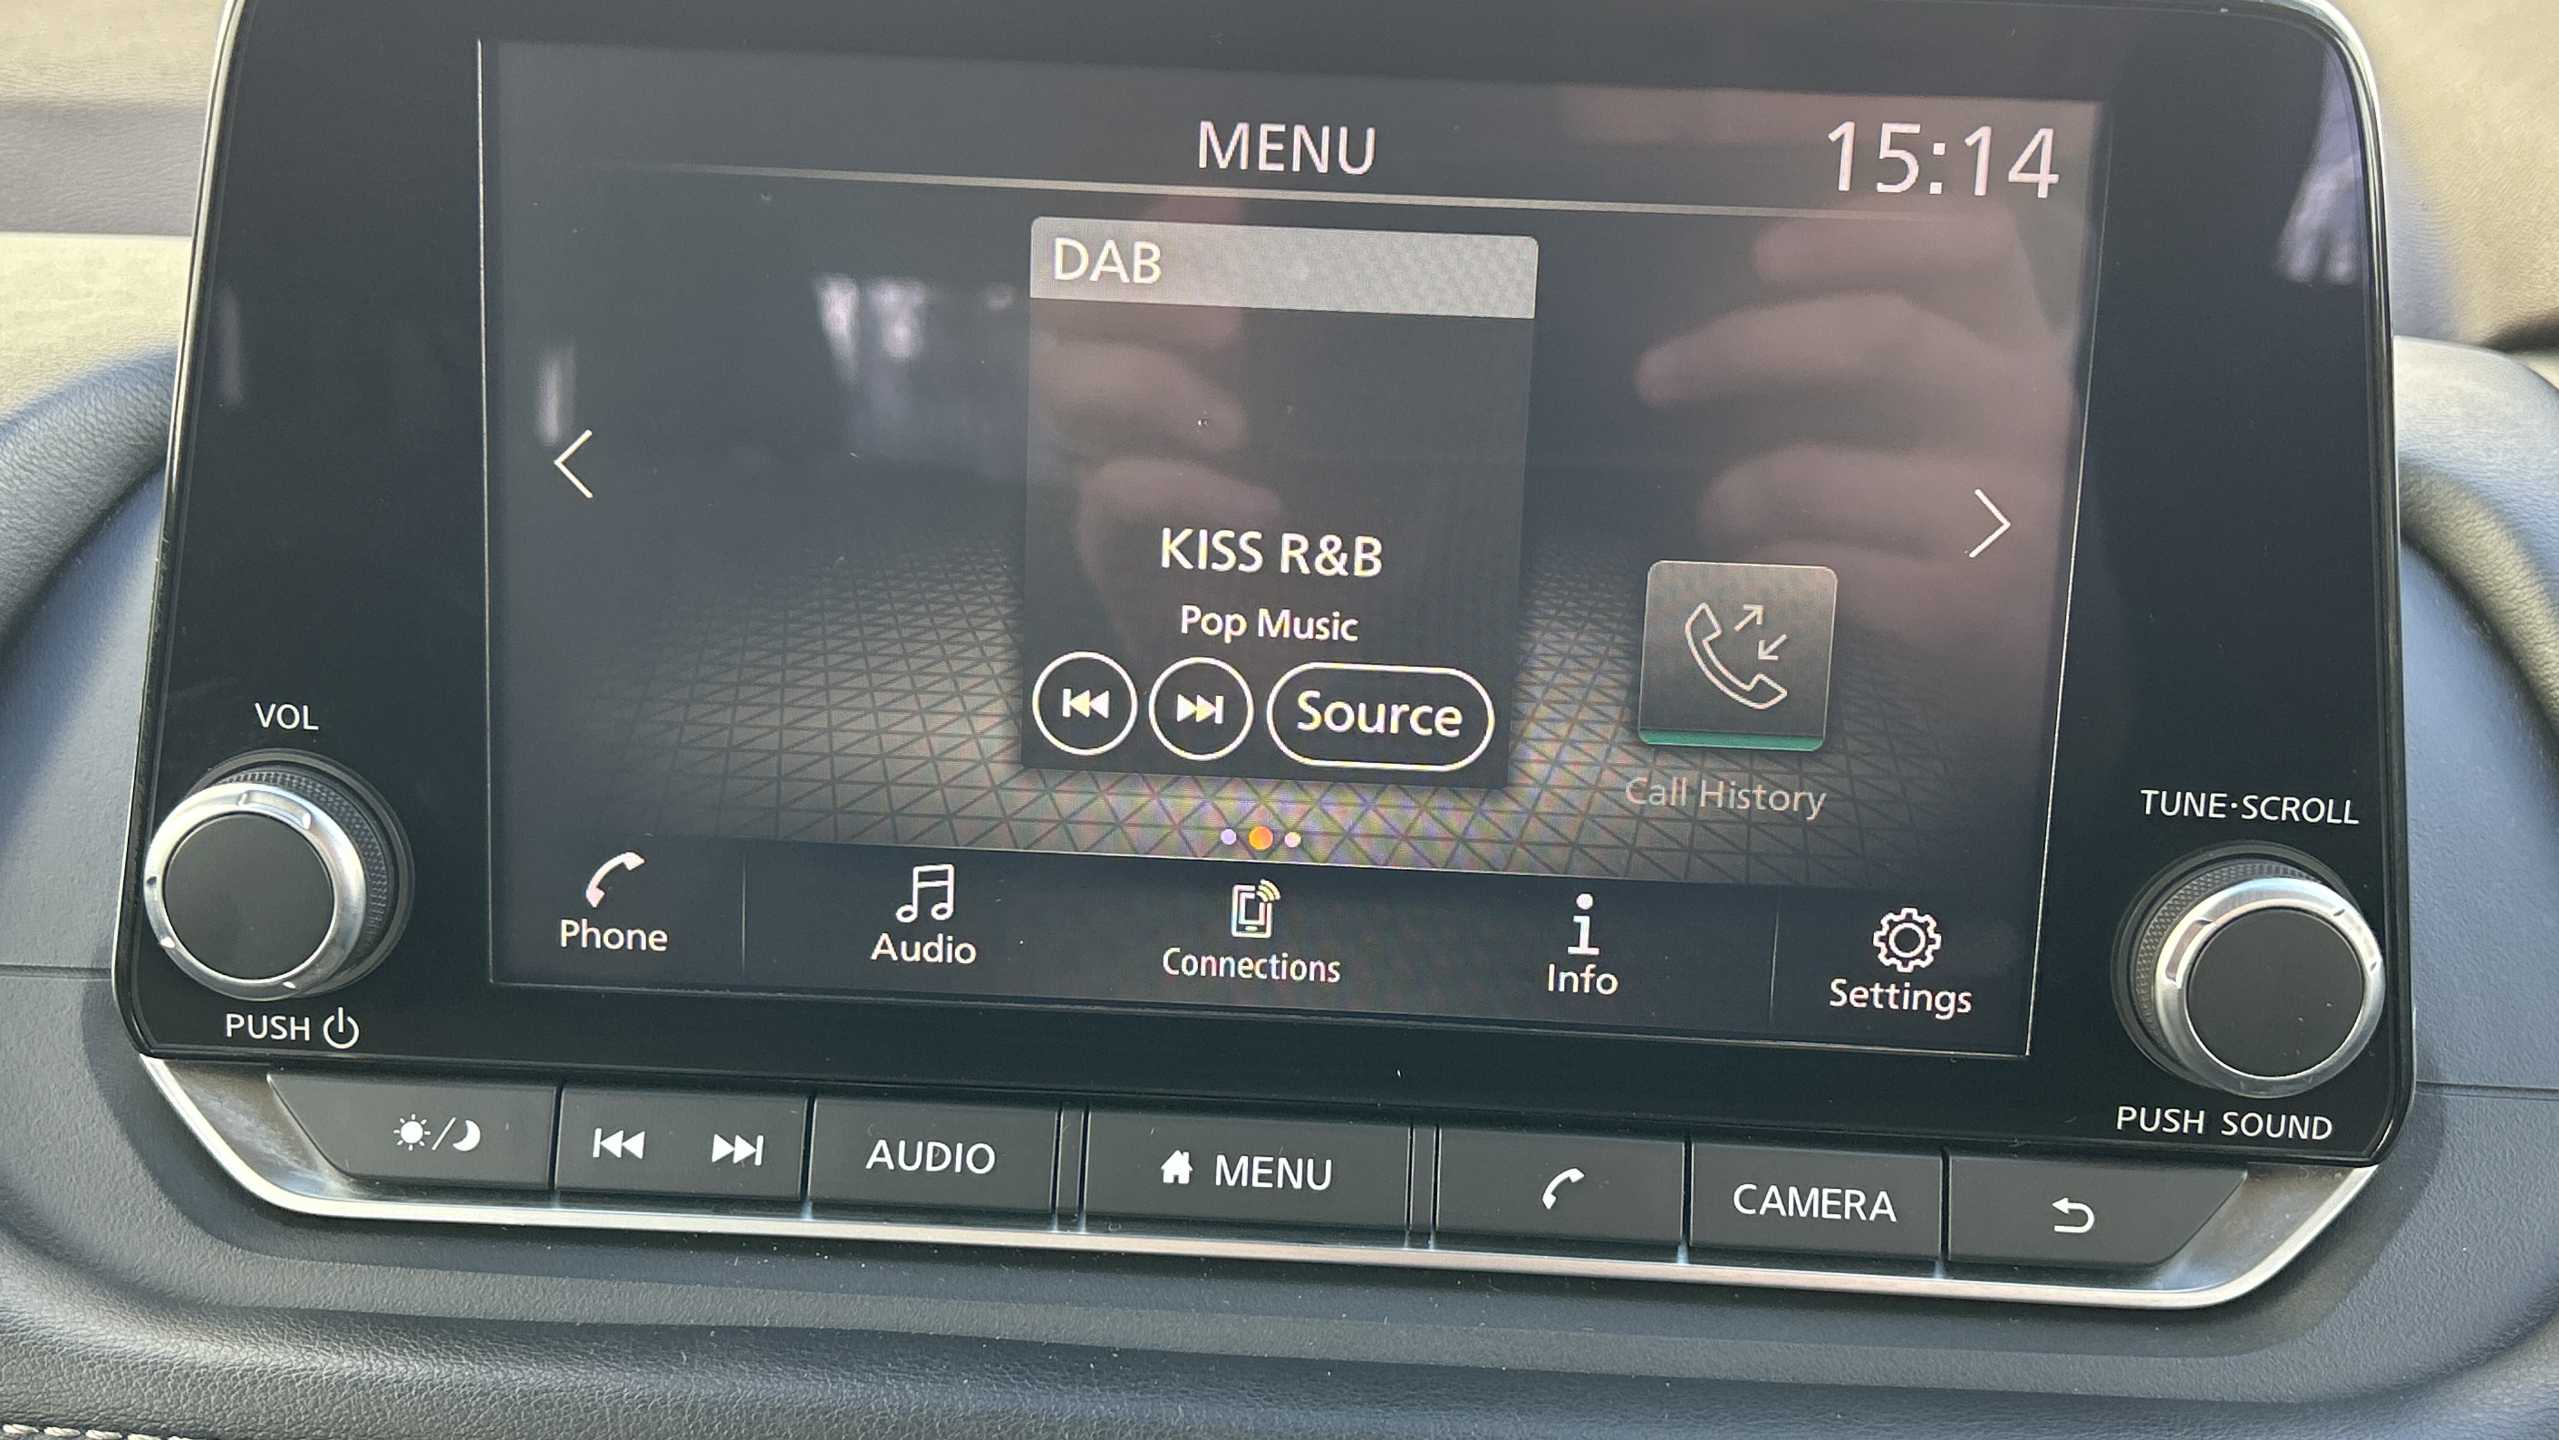 MENU
15:14
DAB
KISS R&B
Pop Music
Source
Call History
VOL
TUNE·SCROLL
Phone
Audio
Connections
Info
Settings
PUSH
PUSH SOUND
AUDIO
MENU
CAMERA